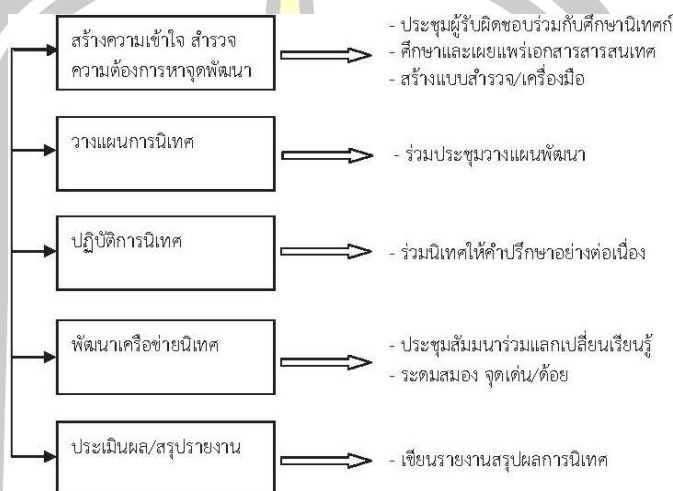 สร้างความเข้าใจ สำรวจ
ความต้องการหาจุดพัฒนา
- ประชุมผู้รับผิดชอบร่วมกับศึกษานิเทศก์
- ศึกษาและเผยแพร่เอกสารสารสนเทศ
- สร้างแบบสำรวจ/เครื่องมือ
วางแผนการนิเทศ
- ร่วมประชุมวางแผนพัฒนา
ปฏิบัติการนิเทศ
- ร่วมนิเทศให้คำปรึกษาอย่างต่อเนื่อง
พัฒนาเครือข่ายนิเทศ
- ประชุมสัมมนาร่วมแลกเปลี่ยนเรียนรู้
- ระดมสมอง จุดเด่น/ด้อย
ประเมินผล/สรุปรายงาน
- เขียนรายงานสรุปผลการนิเทศ